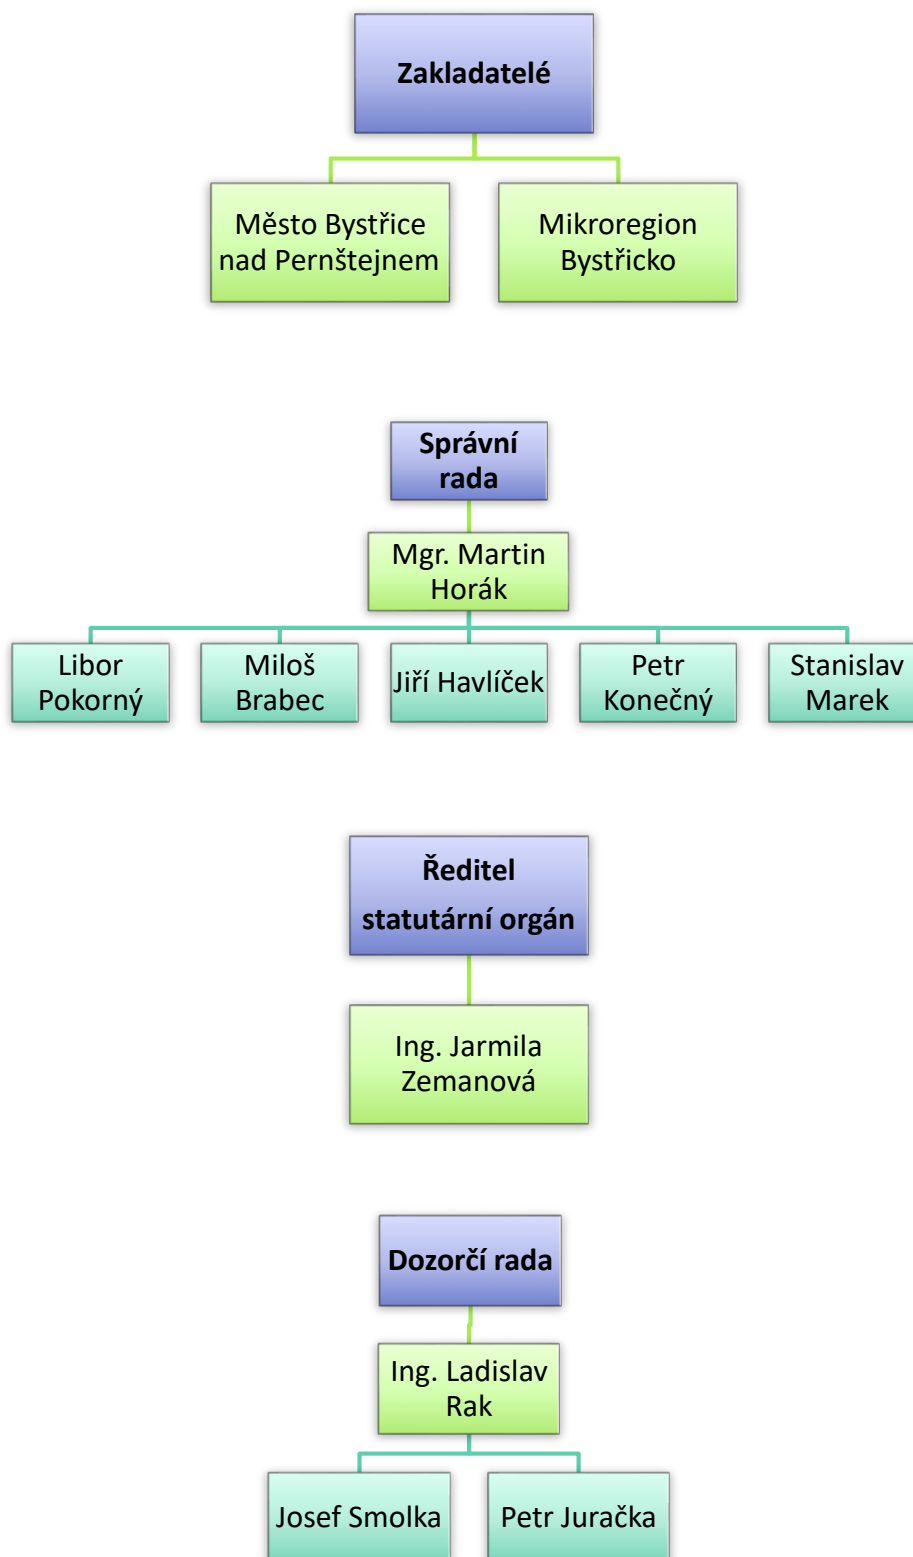 Zakladatelé
Město Bystřice
nad Pernštejnem
Mikroregion
Bystřicko
Správní
rada
Mgr. Martin
Horák
Libor
Pokorný
Miloš
Brabec
Jiří Havlíček
Petr
Konečný
Stanislav
Marek
Ředitel
statutární orgán
Ing. Jarmila
Zemanová
Dozorčí rada
Ing. Ladislav
Rak
Josef Smolka
Petr Juračka